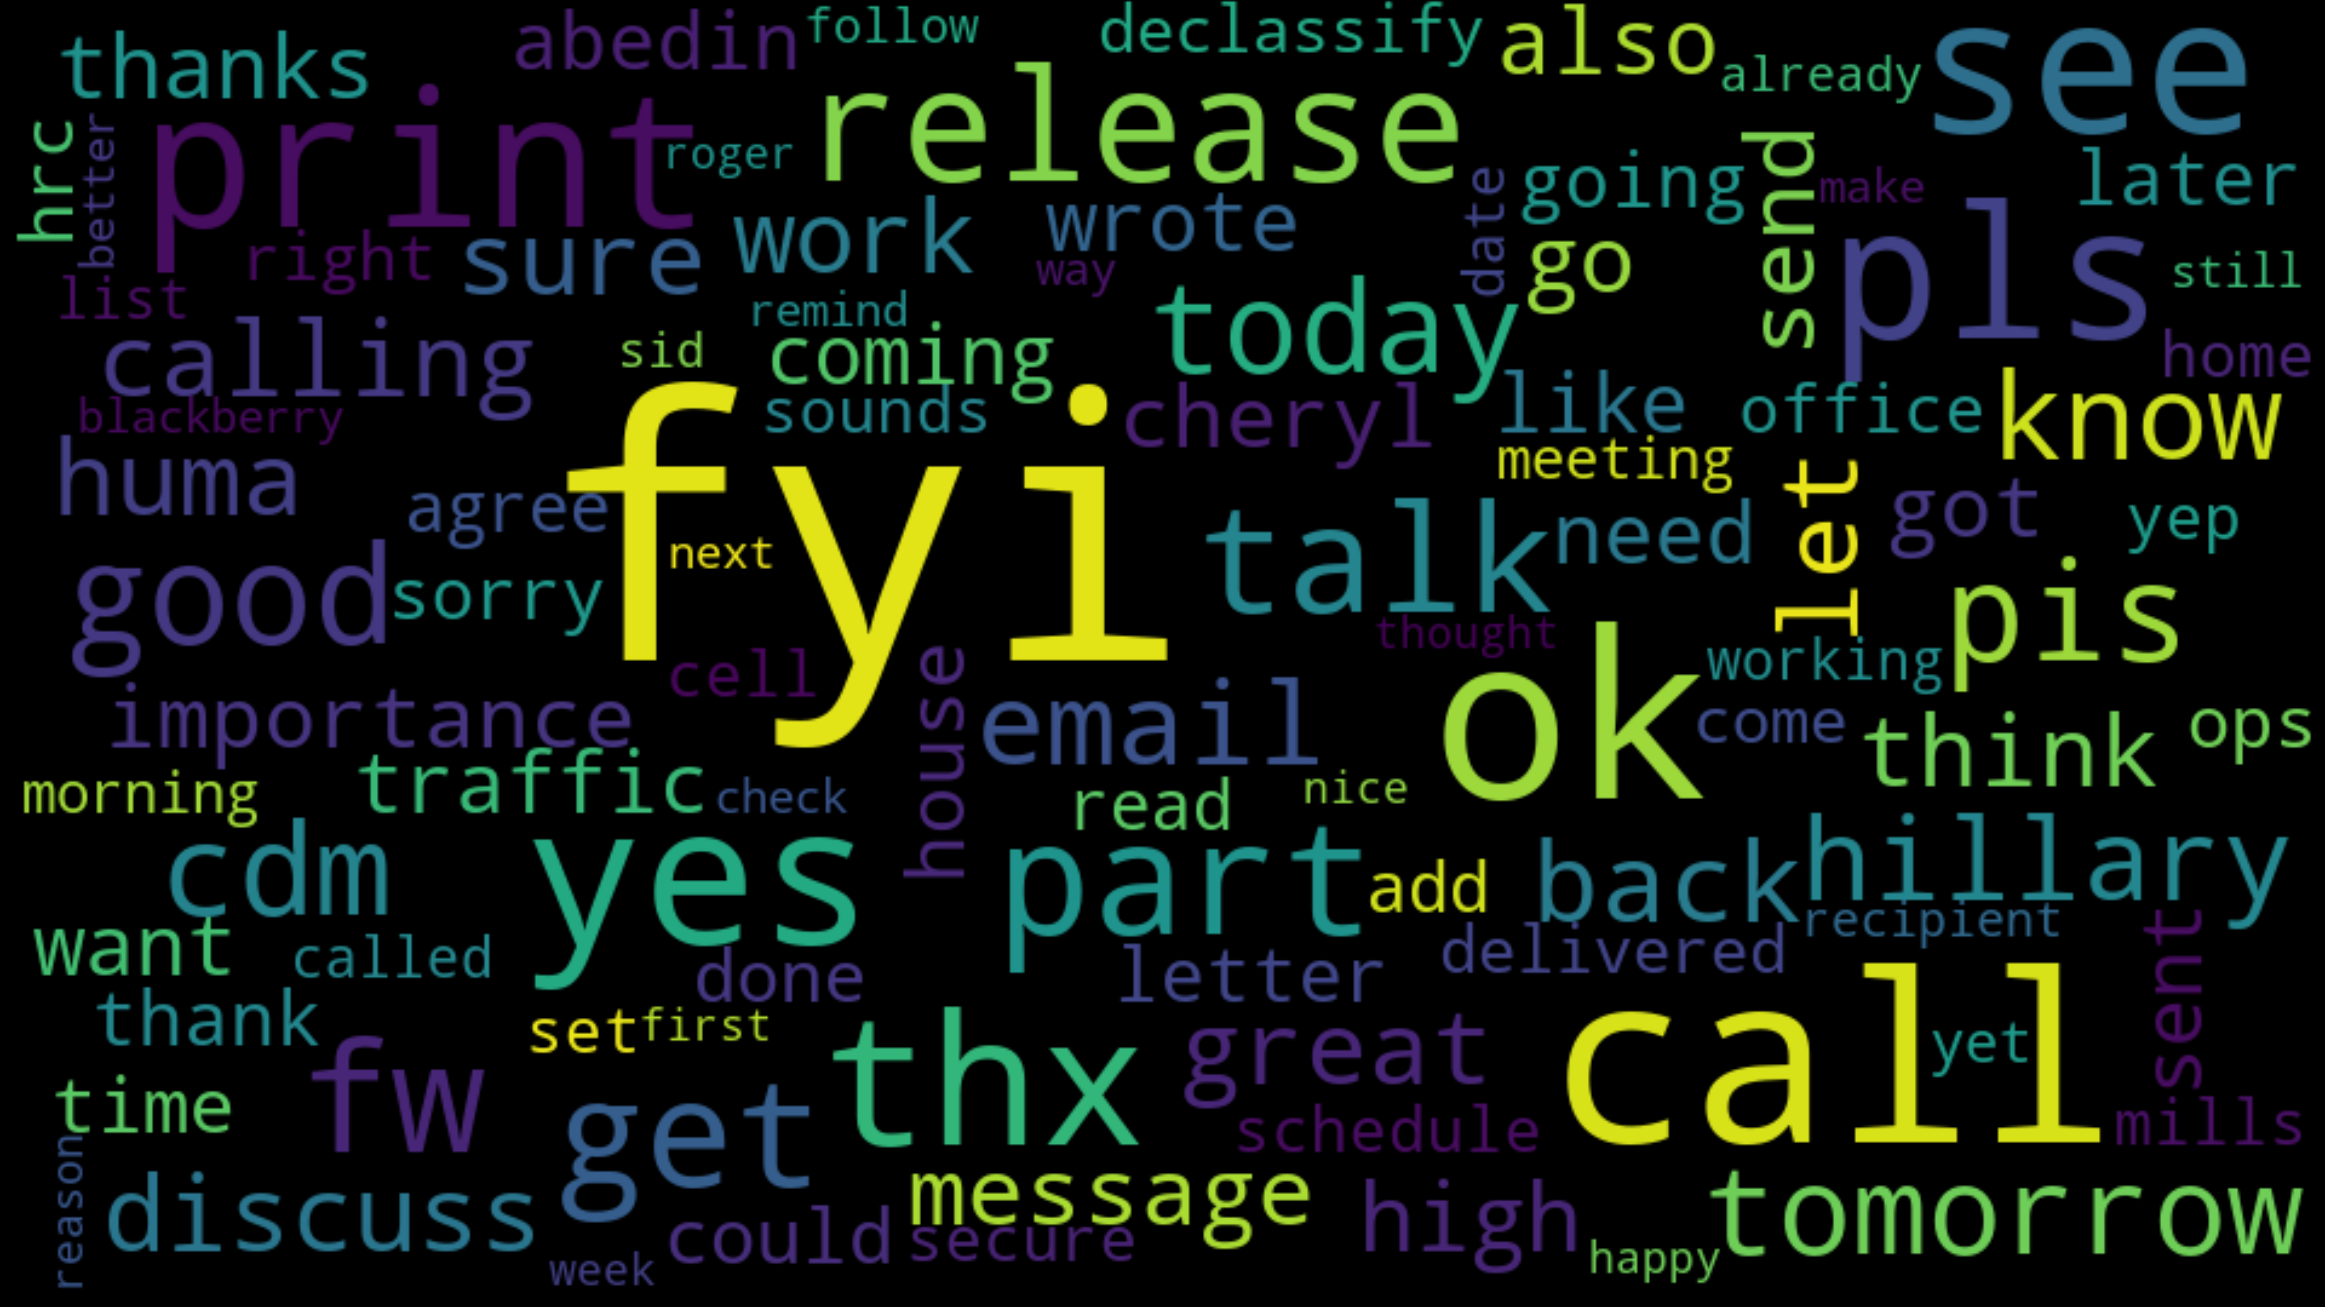 thanks
abedin
follow
declassify
also
already
see
hrc
better
print
roger
release
date
going
send
make
later
right
sure
work
wrote
way
go
pls
still
list
remind
today
home
calling
sid
coming
blackberry
sounds
cheryl
like
office
know
huma
agree
fyi
next
meeting
let
got
yep
good
sorry
talk
need
pis
cell
thought
working
importance
house
email
ok
come
think
ops
morning
traffic
check
read
nice
cdm
yes
part
add
back
hillary
recipient
want
called
done
letter
delivered
sent
thank
set
first
great
call
yet
time
fw
get
thx
schedule
mills
reason
discuss
week
could
message
secure
high
happy
tomorrow